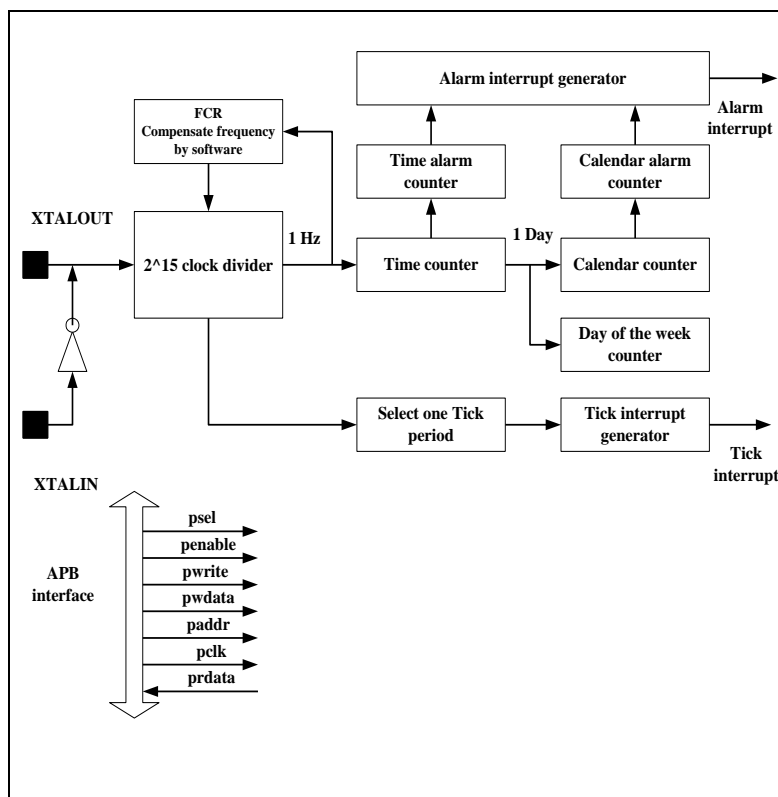 Alarm interrupt generator
Alarm
interrupt
FCR
Compensate frequency
by software
Time alarm
counter
Calendar alarm
counter
XTALOUT
2^15 clock divider
1 Hz
Time counter
1 Day
Calendar counter
Day of the week
counter
Select one Tick
period
Tick interrupt
generator
Tick
interrupt
XTALIN
APB
interface
psel
penable
pwrite
pwdata
paddr
pclk
prdata